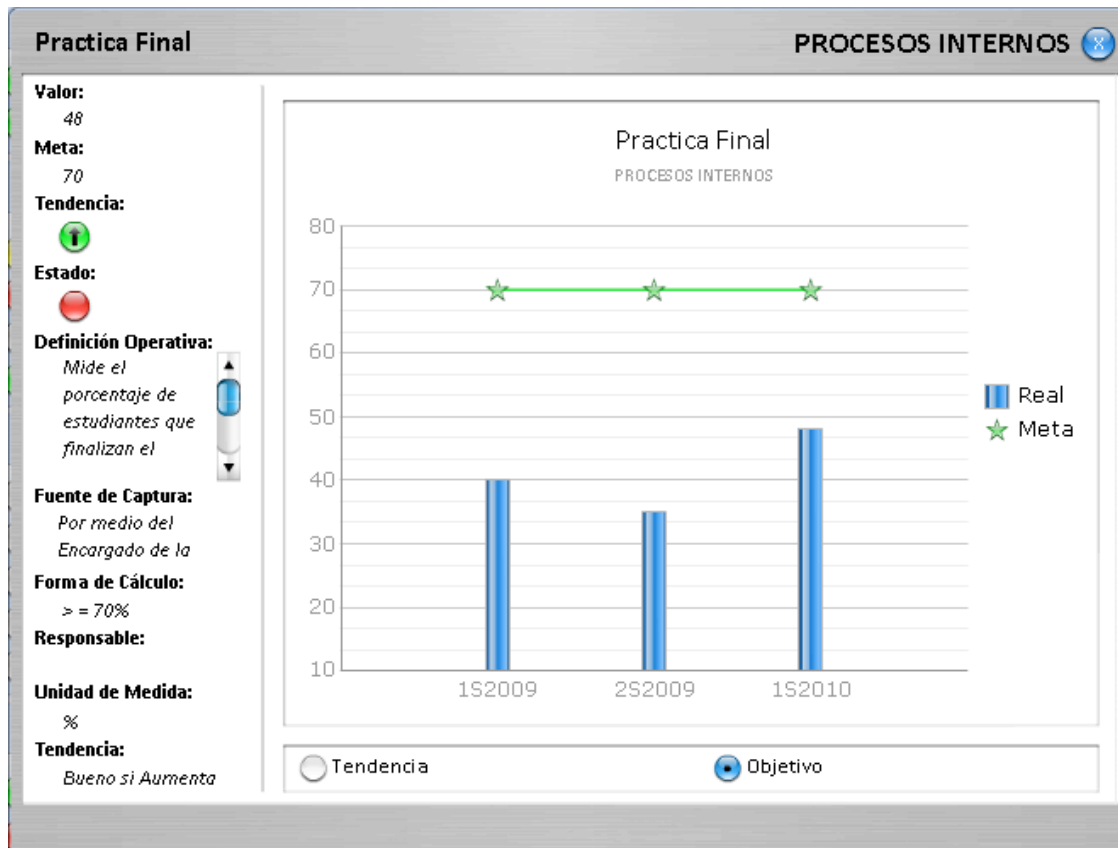 Practica Final
PROCESOS INTERNOS
X
Valor:
48
Meta:
70
Tendencia:
Estado:
Definición Operativa:
Mide el
porcentaje de
estudiantes que
finalizan el
Fuente de Captura:
Por medio del
Encargado de la
Forma de Cálculo:
> = 70%
Responsable:
Unidad de Medida:
%
Tendencia:
Bueno si Aumenta
Practica Final
PROCESOS INTERNOS
80
70
60
50
40
30
20
10
1S2009 2S2009 1S2010
Real
Meta
Tendencia
Objetivo